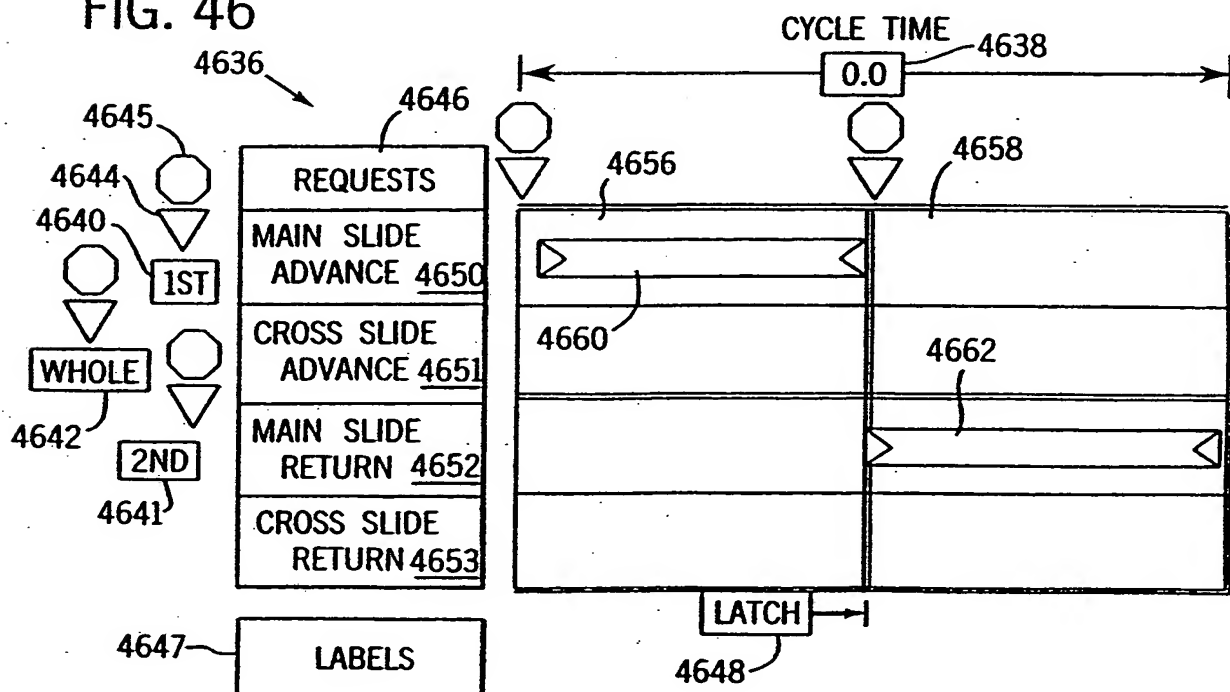 FIG. 46
CYCLE TIME
0.0
4638
4636
4646
4645
4644
4640
1ST
4656
4658
REQUESTS
MAIN SLIDE
ADVANCE 4650
4660
CROSS SLIDE
ADVANCE 4651
4662
WHOLE
4642
MAIN SLIDE
RETURN 4652
2ND
4641
CROSS SLIDE
RETURN 4653
LATCH
4648
4647
LABELS